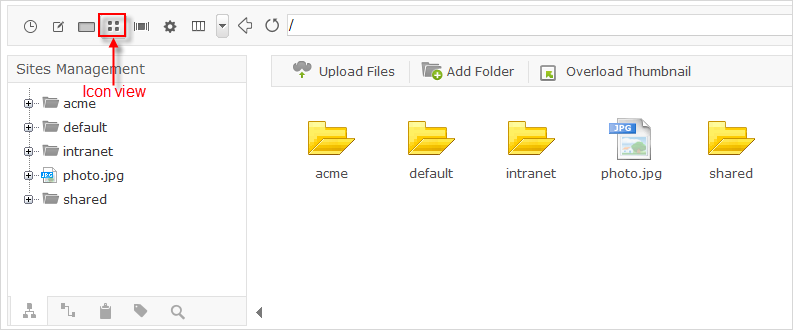 /
Sites Management
Icon view
acme
default
intranet
photo.jpg
shared
Upload Files
Add Folder
Overload Thumbnail
JPG
acme
default
intranet
photo.jpg
shared